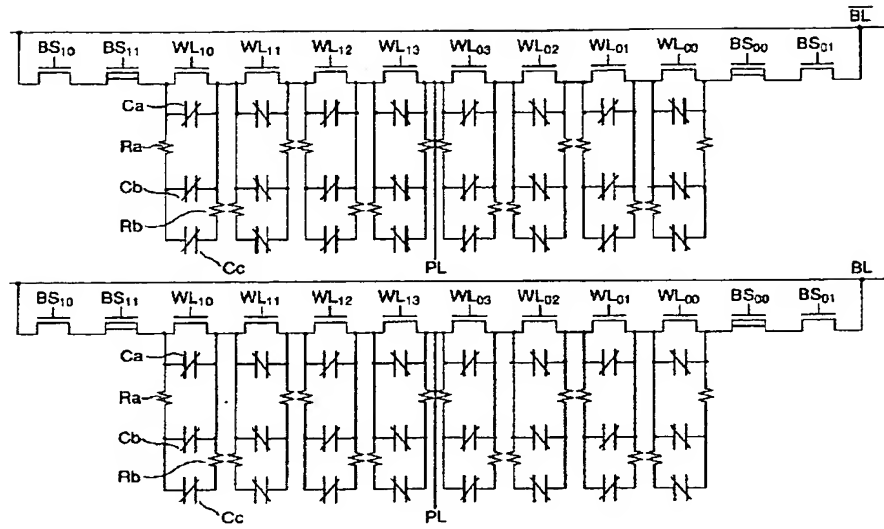 B̅L̅
BS₁₀ BS₁₁ WL₁₀ WL₁₁ WL₁₂ WL₁₃ WL₀₃ WL₀₂ WL₀₁ WL₀₀ BS₀₀ BS₀₁
Ca
Ra
Cb
Rb
Cc
PL
BL
BS₁₀ BS₁₁ WL₁₀ WL₁₁ WL₁₂ WL₁₃ WL₀₃ WL₀₂ WL₀₁ WL₀₀ BS₀₀ BS₀₁
Ca
Ra
Cb
Rb
Cc
PL